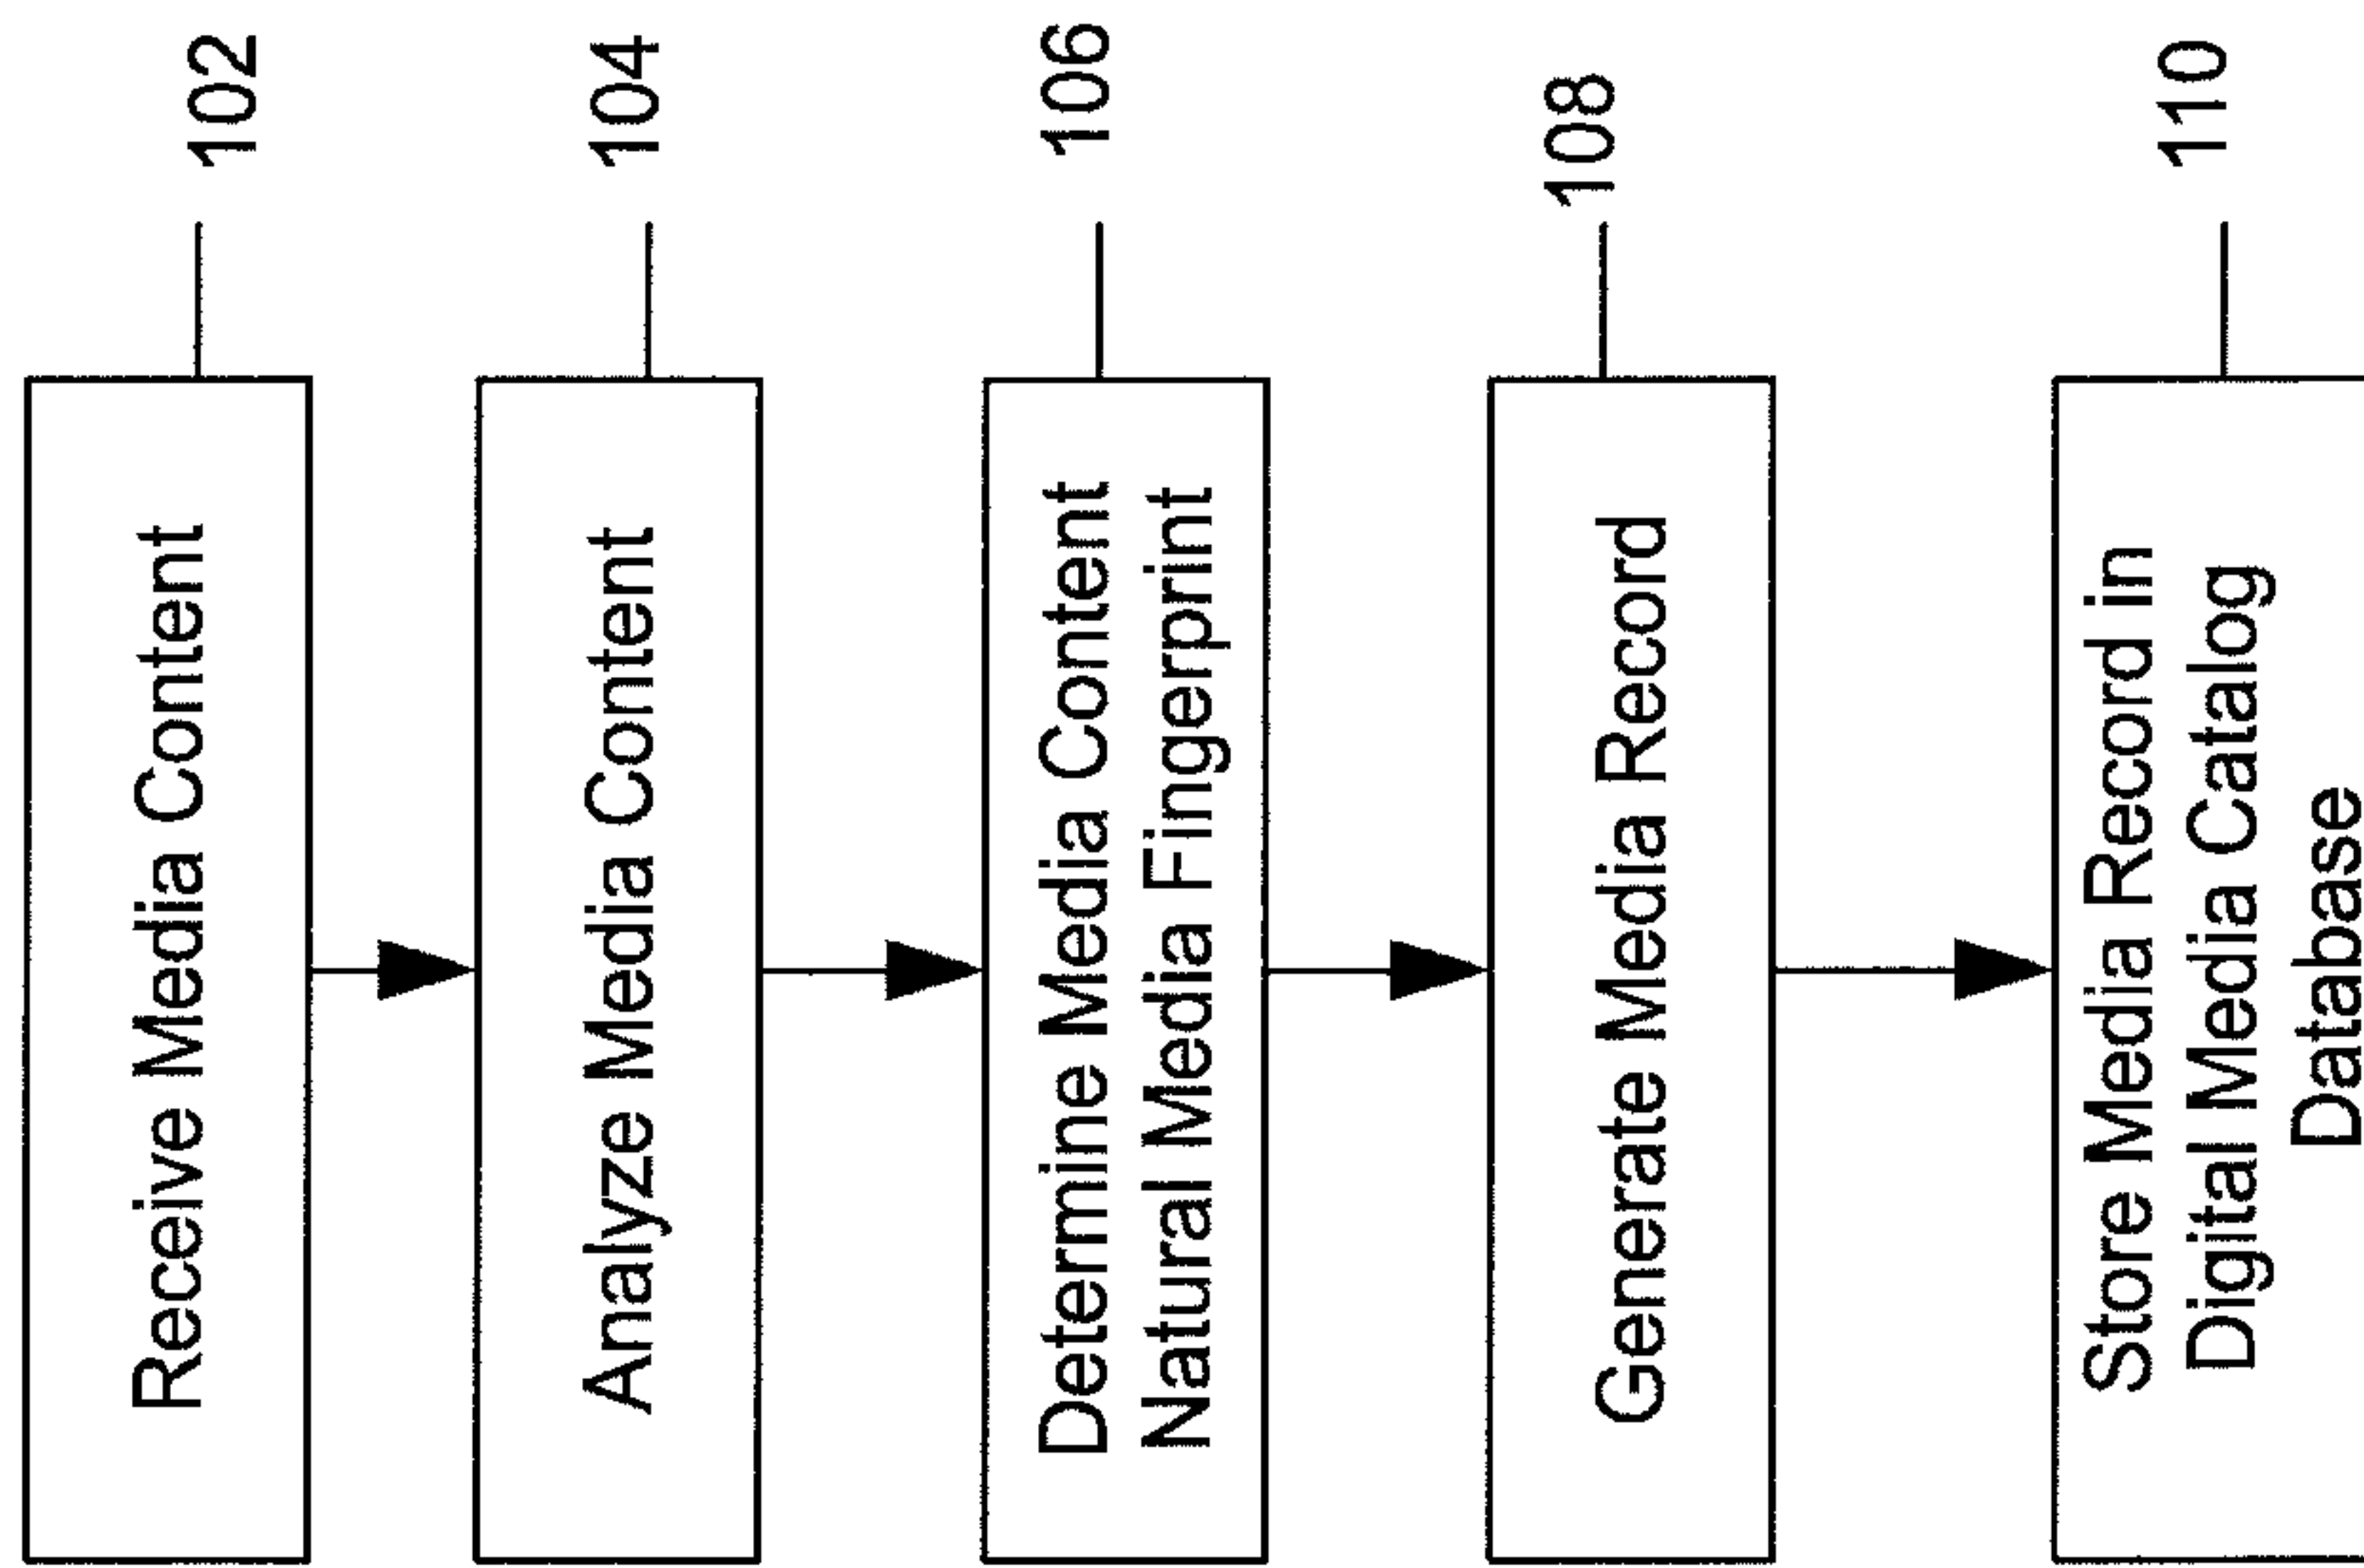 Receive Media Content
102
Analyze Media Content
104
Determine Media Content
Natural Media Fingerprint
106
Generate Media Record
108
Store Media Record in
Digital Media Catalog
Database
110